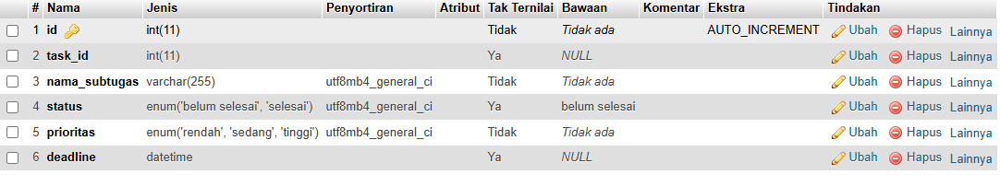 # Nama Jenis Penyortiran Atribut Tak Ternilai Bawaan Komentar Ekstra Tindakan
1 id int(11) Tidak Tidak ada AUTO_INCREMENT Ubah Hapus Lainnya
2 task_id int(11) Ya NULL Ubah Hapus Lainnya
3 nama_subtugas varchar(255) utf8mb4_general_ci Tidak Tidak ada Ubah Hapus Lainnya
4 status enum('belum selesai', 'selesai') utf8mb4_general_ci Ya belum selesai Ubah Hapus Lainnya
5 prioritas enum('rendah', 'sedang', 'tinggi') utf8mb4_general_ci Tidak Tidak ada Ubah Hapus Lainnya
6 deadline datetime Ya NULL Ubah Hapus Lainnya